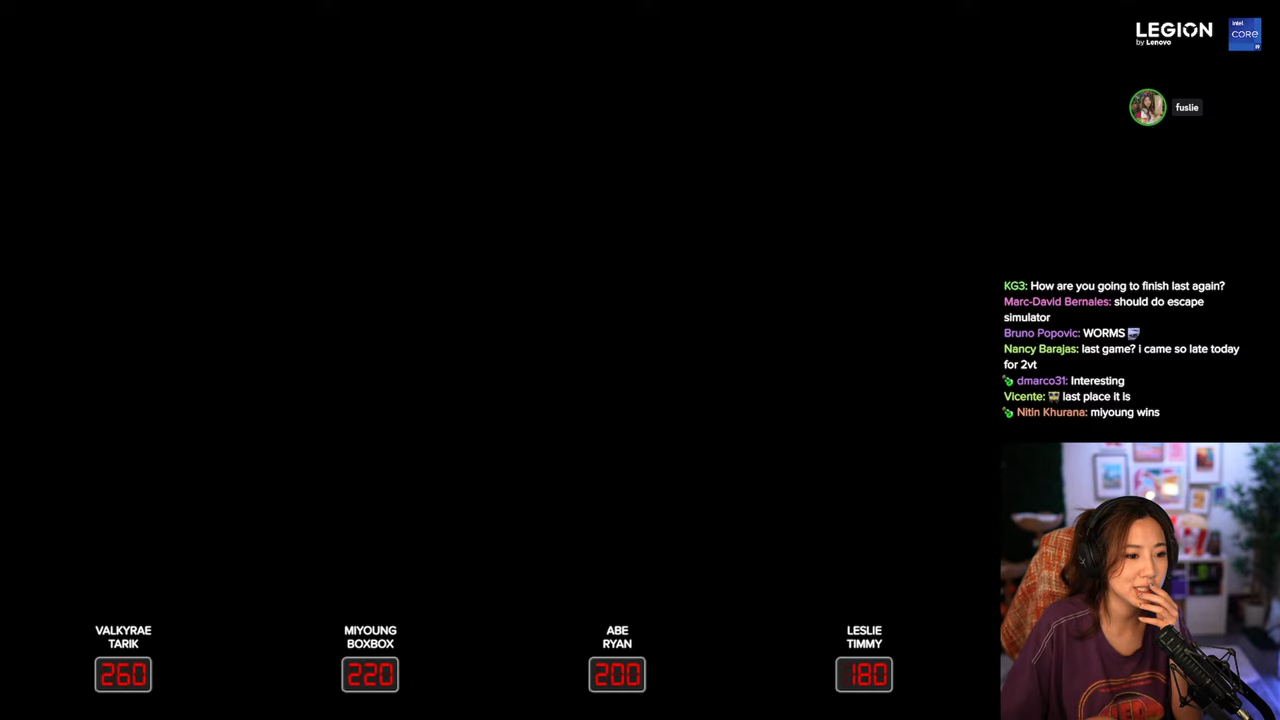 LEGION
by Lenovo
intel
CORE
i9
fuslie
KG3: How are you going to finish last again?
Marc-David Bernales: should do escape
simulator
Bruno Popovic: WORMS
Nancy Barajas: last game? i came so late today
for 2vt
dmarco31: Interesting
Vicente: last place it is
Nitin Khurana: miyoung wins
VALKYRAE
TARIK
260
MIYOUNG
BOXBOX
220
ABE
RYAN
200
LESLIE
TIMMY
180